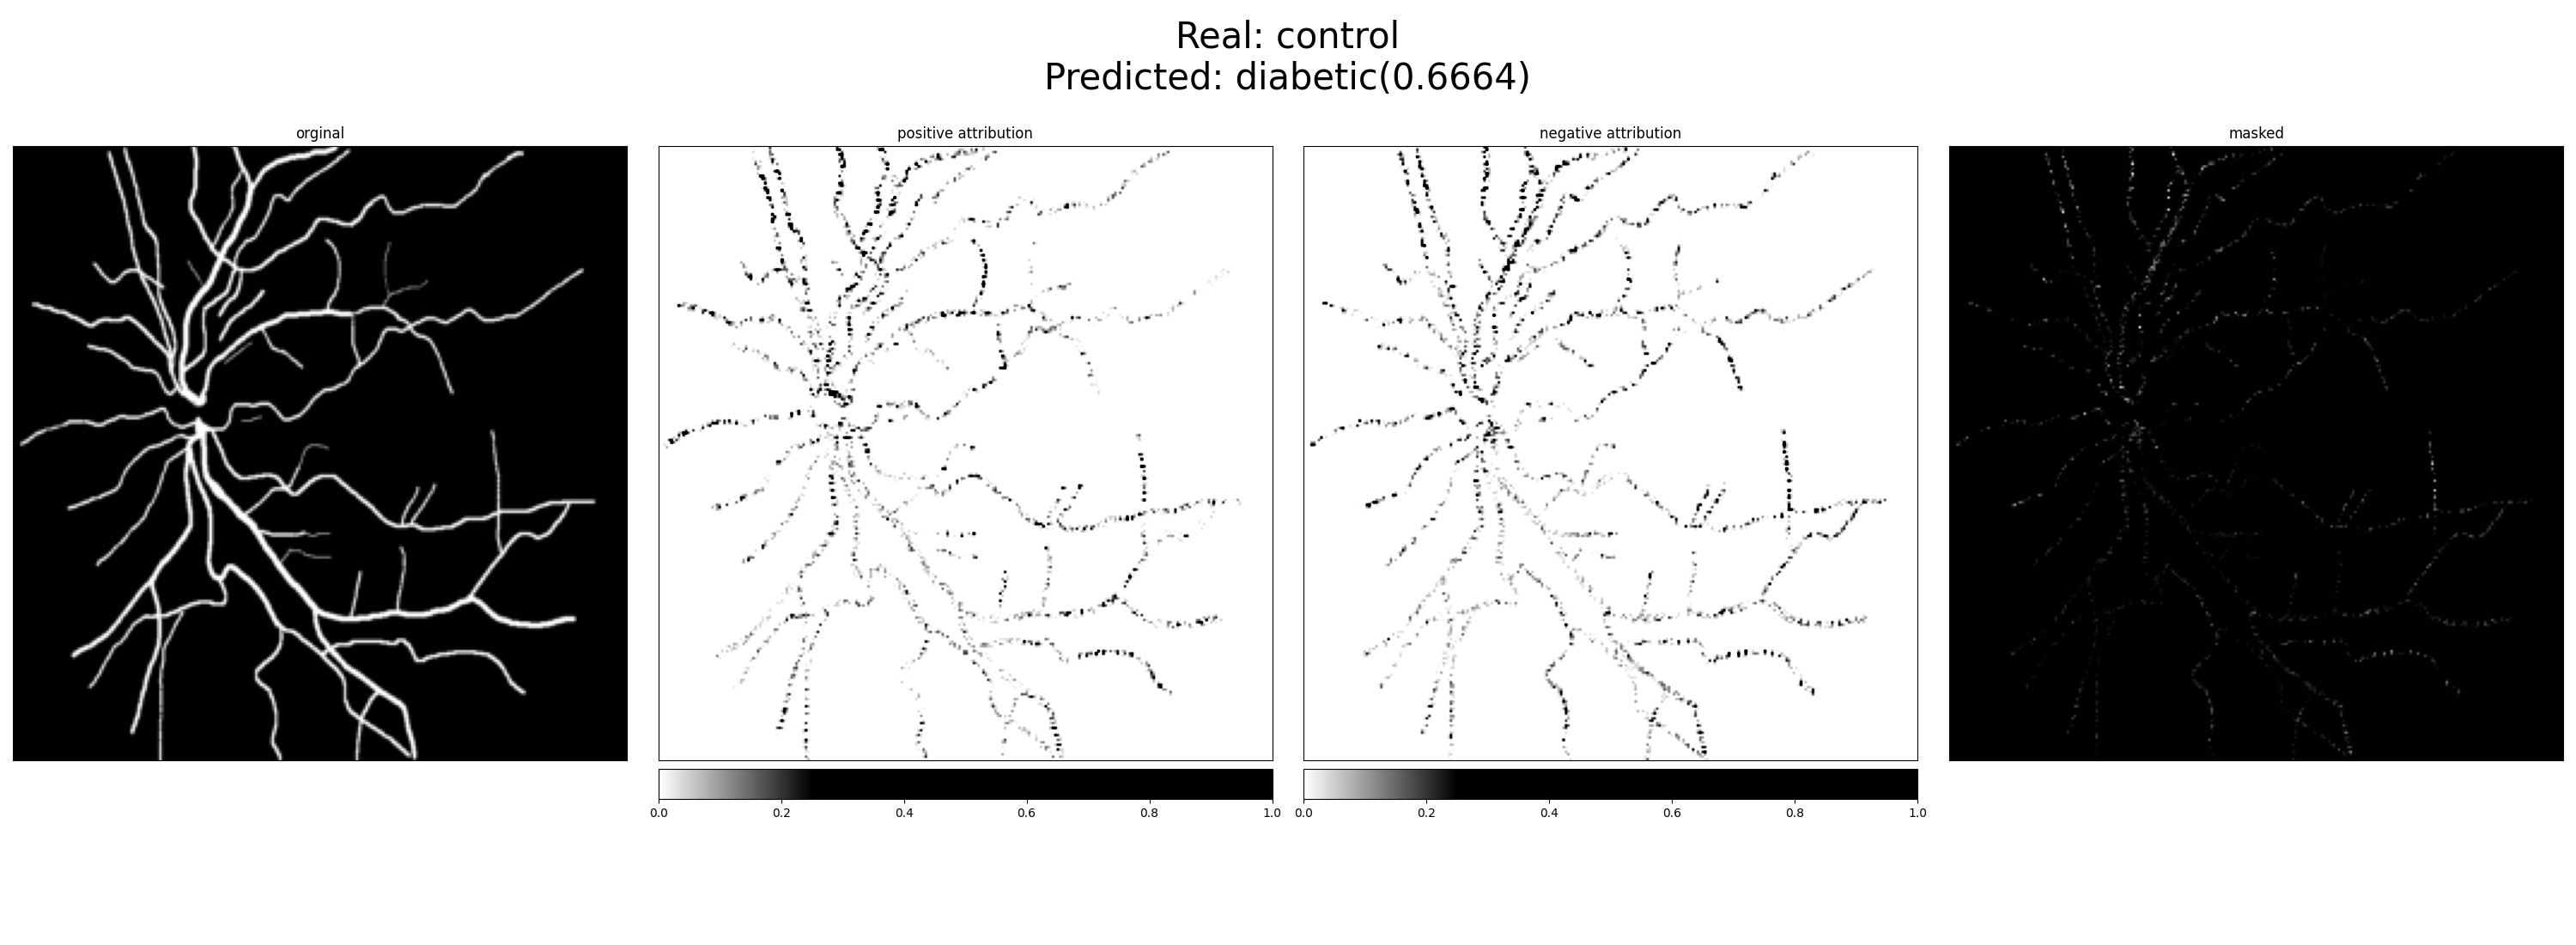 Real: control
Predicted: diabetic(0.6664)
orginal
positive attribution
negative attribution
masked
0.0 0.2 0.4 0.6 0.8 1.0
0.0 0.2 0.4 0.6 0.8 1.0